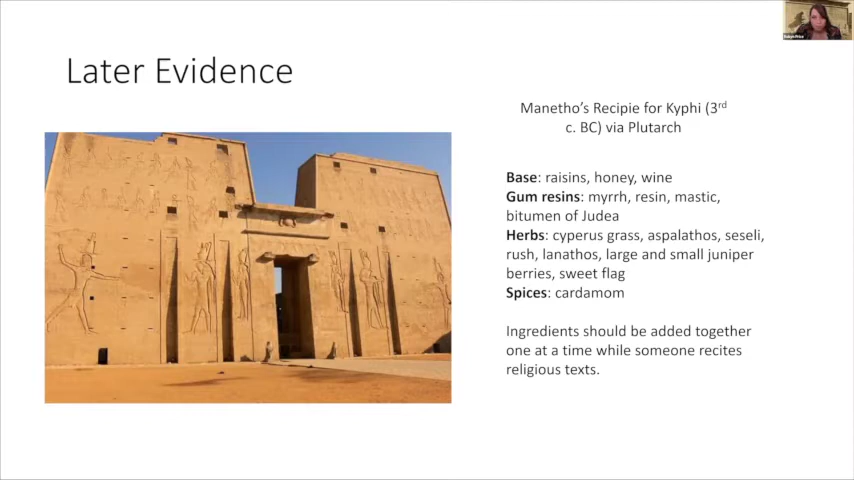 Later Evidence
Manetho's Recipie for Kyphi (3rd
c. BC) via Plutarch
Base: raisins, honey, wine
Gum resins: myrrh, resin, mastic,
bitumen of Judea
Herbs: cyperus grass, aspalathos, seseli,
rush, lanathos, large and small juniper
berries, sweet flag
Spices: cardamom
Ingredients should be added together
one at a time while someone recites
religious texts.